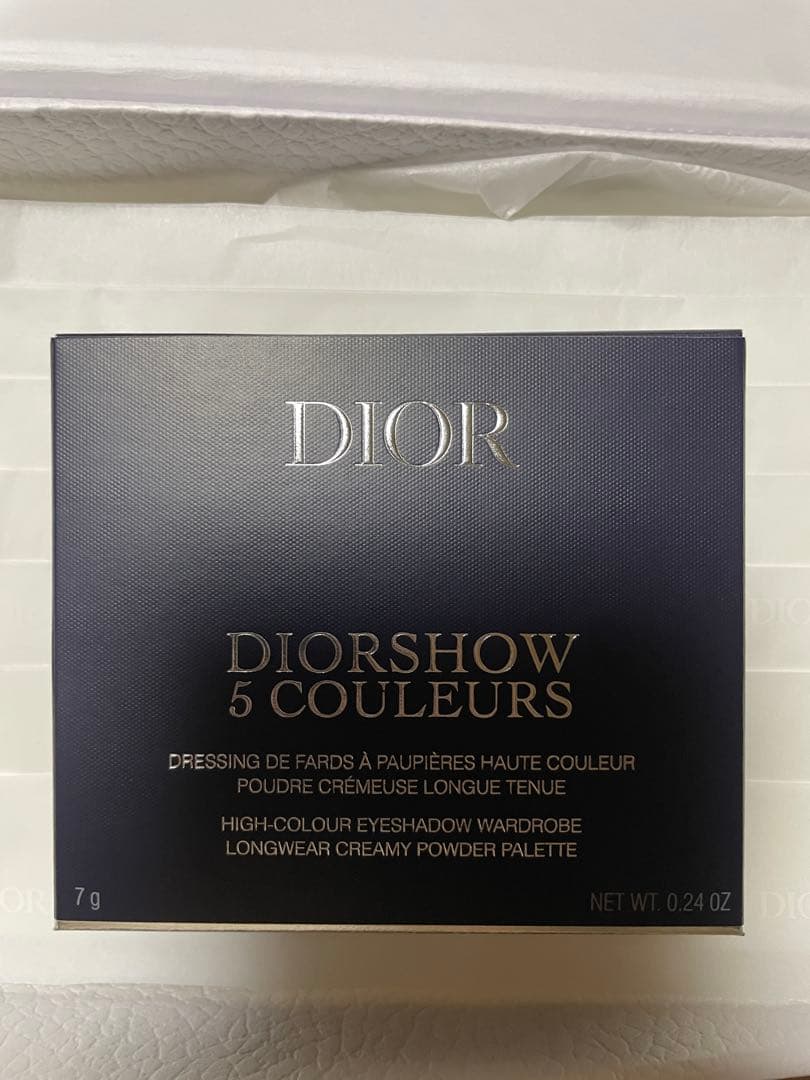 DIOR
DIORSHOW
5 COULEURS
DRESSING DE FARDS À PAUPIÈRES HAUTE COULEUR
POUDRE CRÉMEUSE LONGUE TENUE
HIGH-COLOUR EYESHADOW WARDROBE
LONGWEAR CREAMY POWDER PALETTE
7 g
NET WT. 0.24 OZ